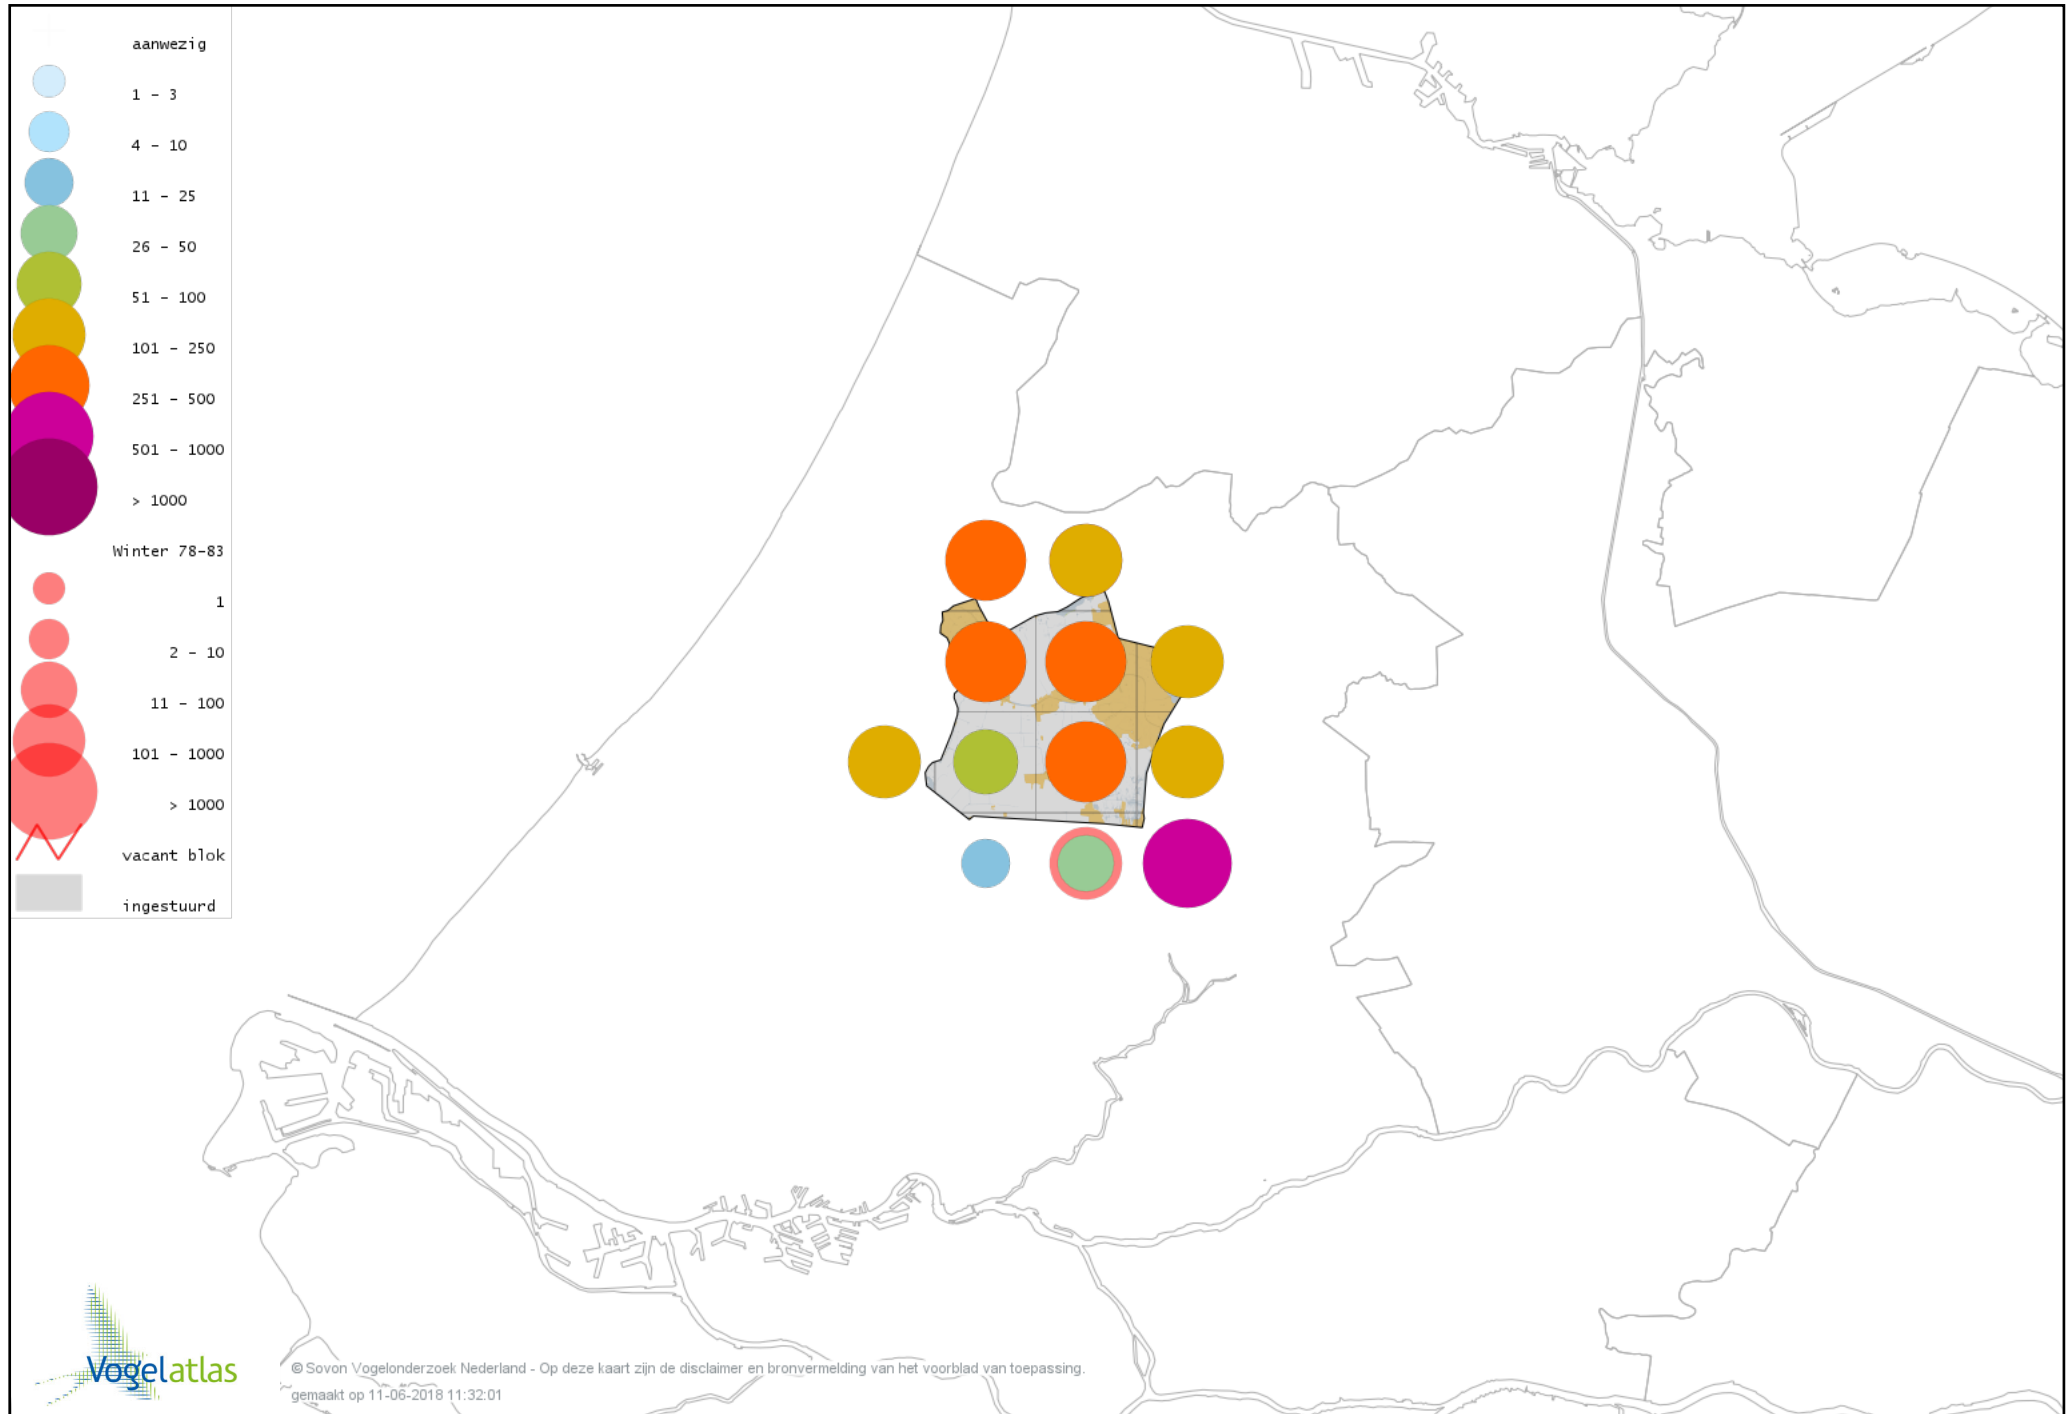 aanwezig
1 - 3
4 - 10
11 - 25
26 - 50
51 - 100
101 - 250
251 - 500
501 - 1000
> 1000
Winter 78-83
1
2 - 10
11 - 100
101 - 1000
> 1000
vacant blok
ingestuurd
Vogelatlas
© Sovon Vogelonderzoek Nederland - Op deze kaart zijn de disclaimer en bronvermelding van het voorblad van toepassing.
gemaakt op 11-06-2018 11:32:01